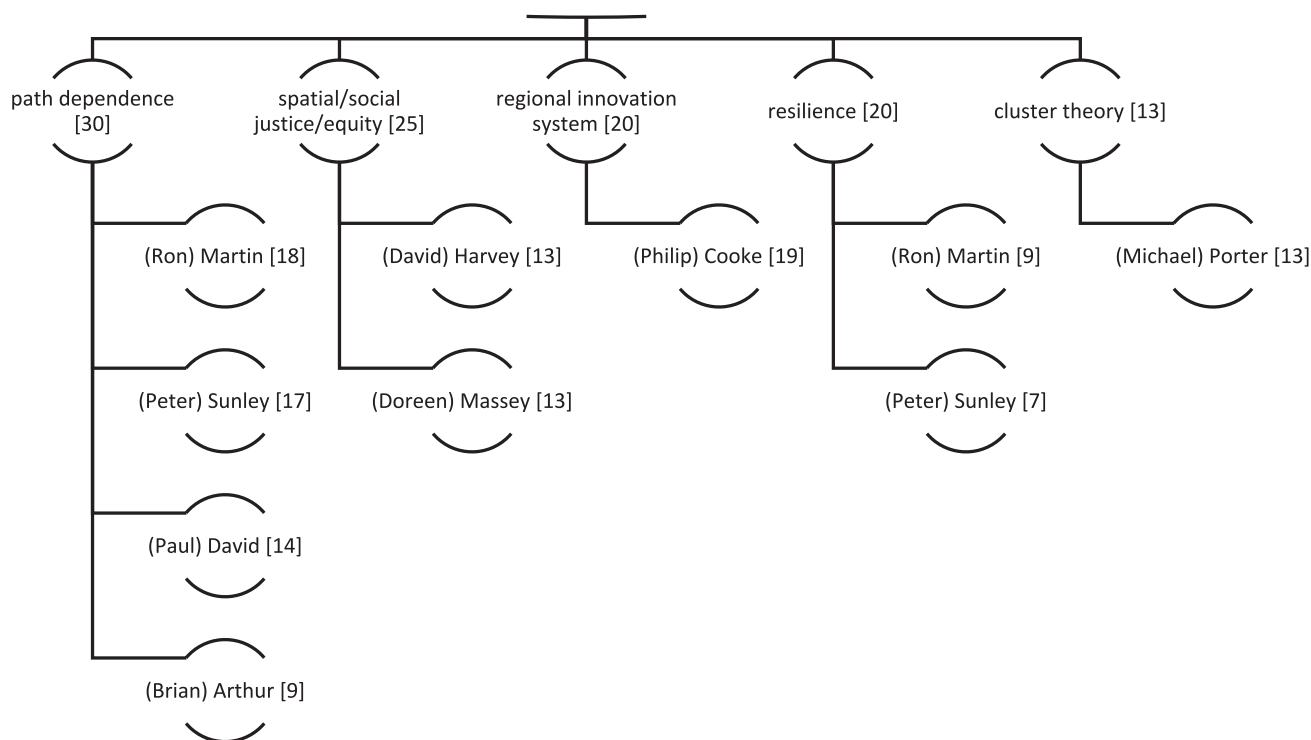 path dependence
[30]
spatial/social
justice/equity [25]
regional innovation
system [20]
resilience [20]
cluster theory [13]
(Ron) Martin [18]
(David) Harvey [13]
(Philip) Cooke [19]
(Ron) Martin [9]
(Michael) Porter [13]
(Peter) Sunley [17]
(Doreen) Massey [13]
(Peter) Sunley [7]
(Paul) David [14]
(Brian) Arthur [9]